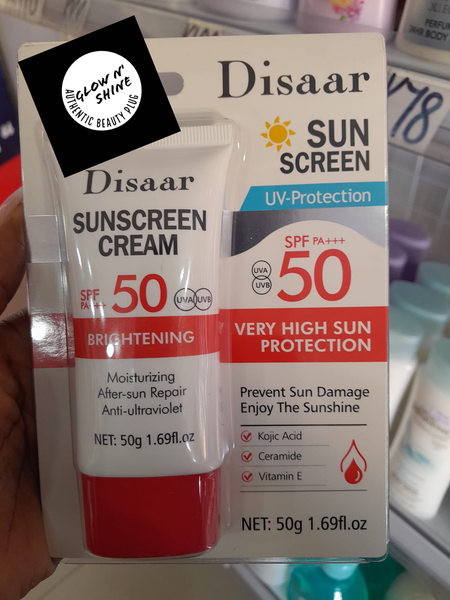 GLOW N'
SHINE
AUTHENTIC BEAUTY PLUG
Disaar
SUN
SCREEN
UV-Protection
SPF PA+++
UVA
UVB
50
VERY HIGH SUN
PROTECTION
Prevent Sun Damage
Enjoy The Sunshine
Kojic Acid
Ceramide
Vitamin E
NET: 50g 1.69fl.oz
Disaar
SUNSCREEN
CREAM
SPF
PA+++
50
UVA UVB
BRIGHTENING
Moisturizing
After-sun Repair
Anti-ultraviolet
NET: 50g 1.69fl.oz
PERFUM
BODY
78